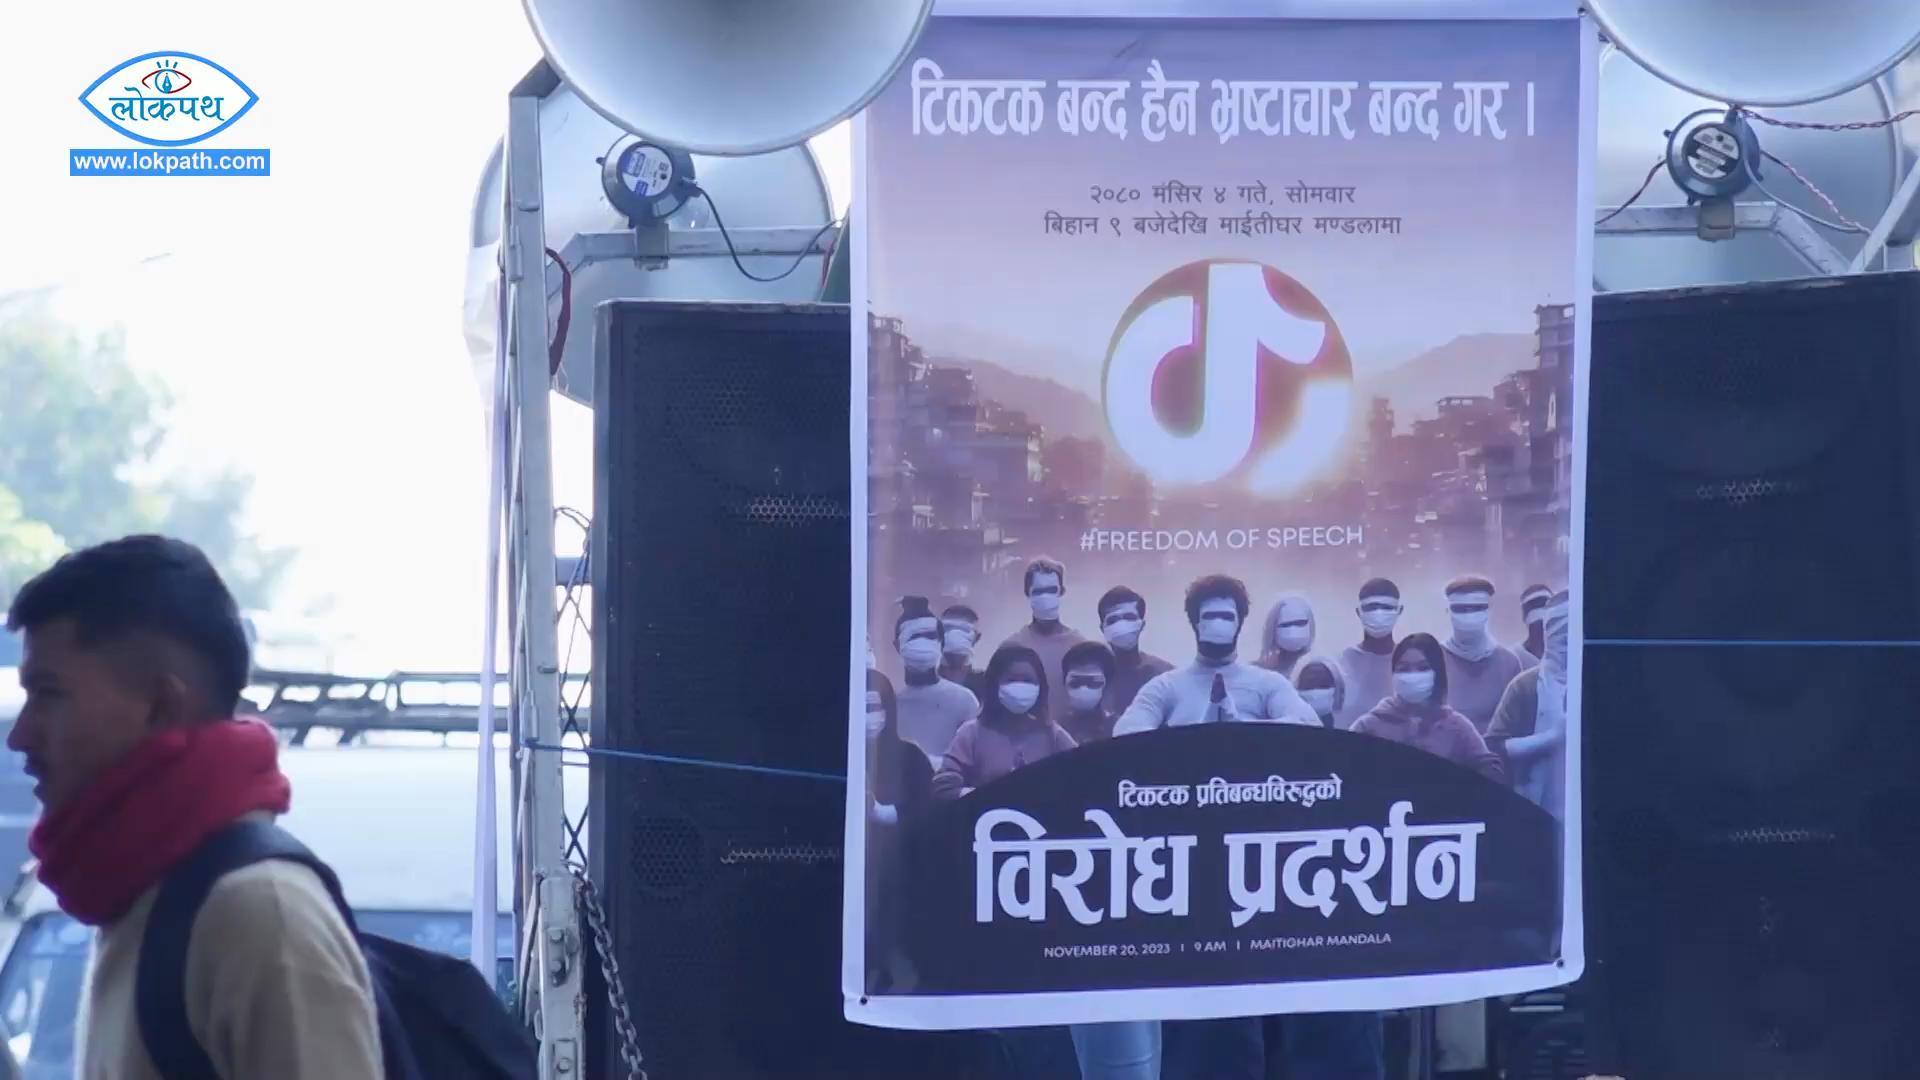 लोकपथ
www.lokpath.com
टिकटक बन्द हैन भ्रष्टाचार बन्द गर ।
२०८० मंसिर ४ गते, सोमवार
बिहान ९ बजेदेखि माईतीघर मण्डलामा
#FREEDOM OF SPEECH
टिकटक प्रतिबन्धविरुद्धको
विरोध प्रदर्शन
NOVEMBER 20, 2023 | 9 AM | MAITIGHAR MANDALA